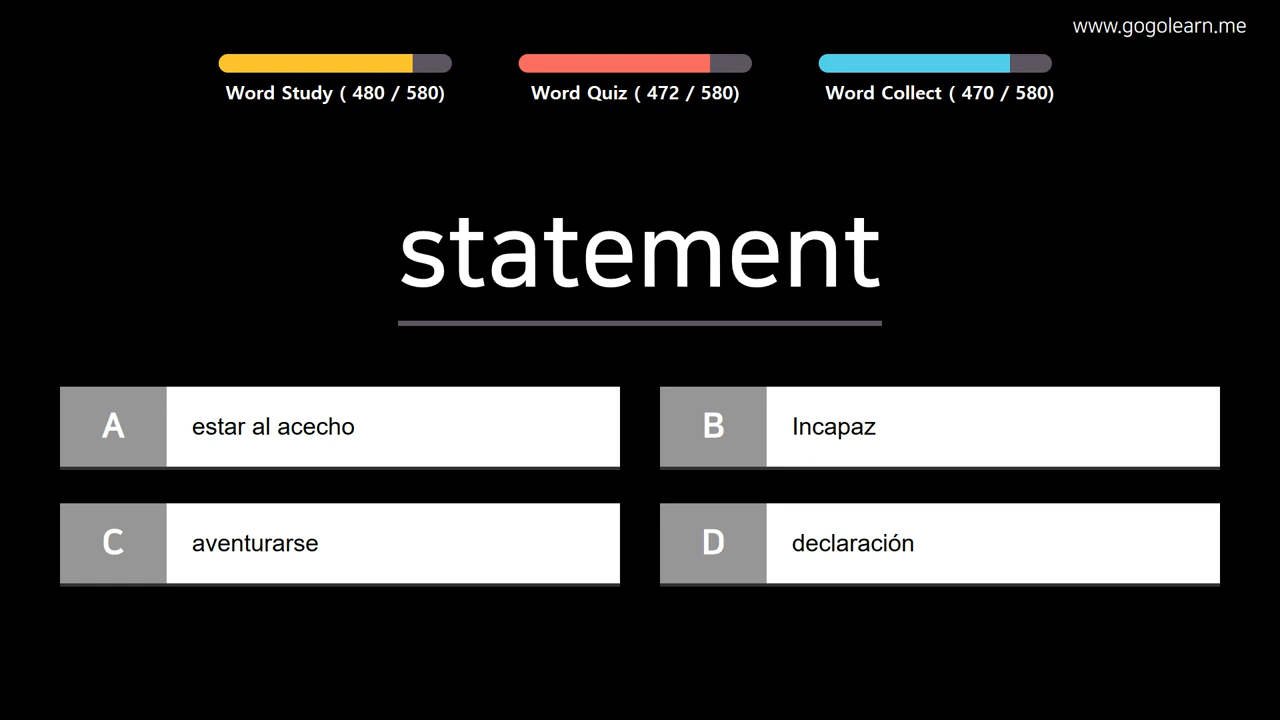 www.gogolearn.me
Word Study ( 480 / 580)
Word Quiz ( 472 / 580)
Word Collect ( 470 / 580)
statement
A estar al acecho
B Incapaz
C aventurarse
D declaración